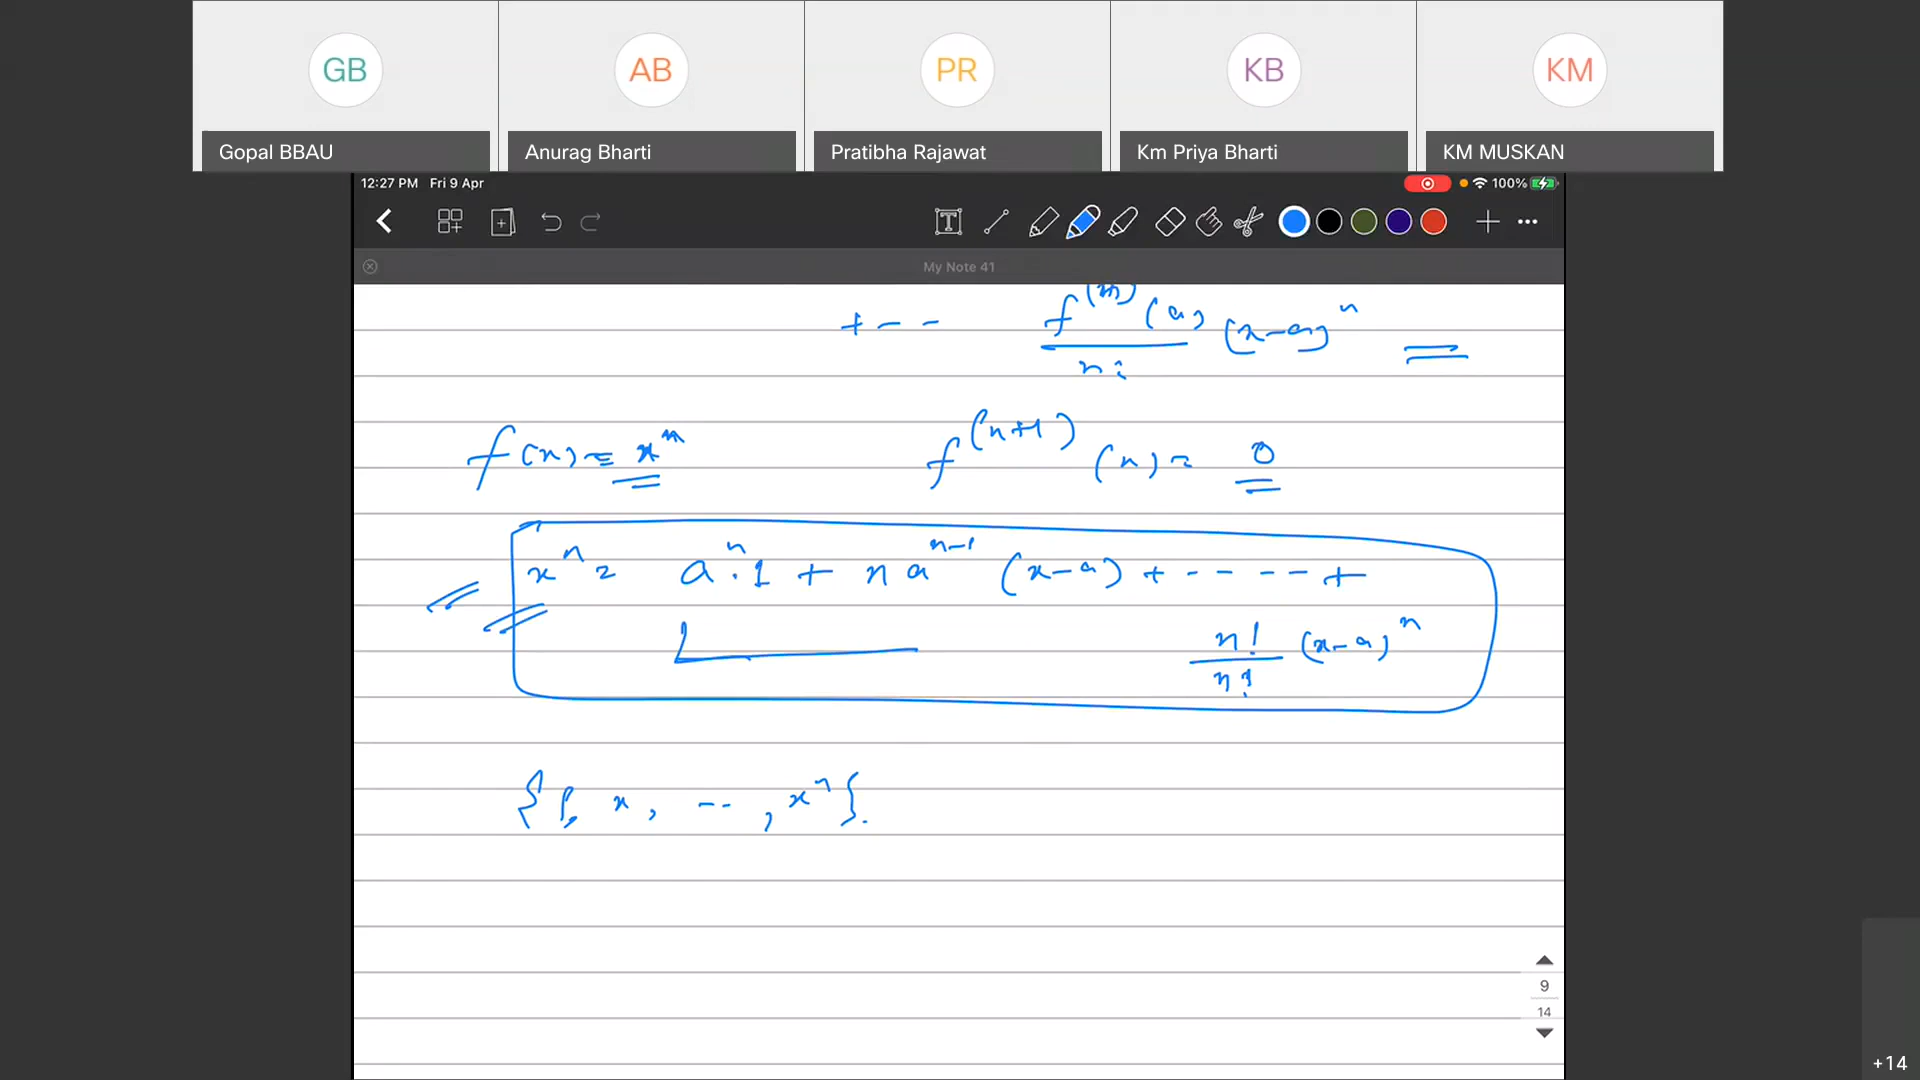 GB AB PR KB KM
Gopal BBAU Anurag Bharti Pratibha Rajawat Km Priya Bharti KM MUSKAN
12:27 PM Fri 9 Apr 100%
T
My Note 41
+ - - f^(n) (a) / n! (x-a)^n
f(x) = x^n f^(n+1) (x) = 0
x^n = a^n . 1 + n a^(n-1) (x-a) + - - - - +
n! / n! (x-a)^n
{1, x, -- , x^n}.
9
14
+14